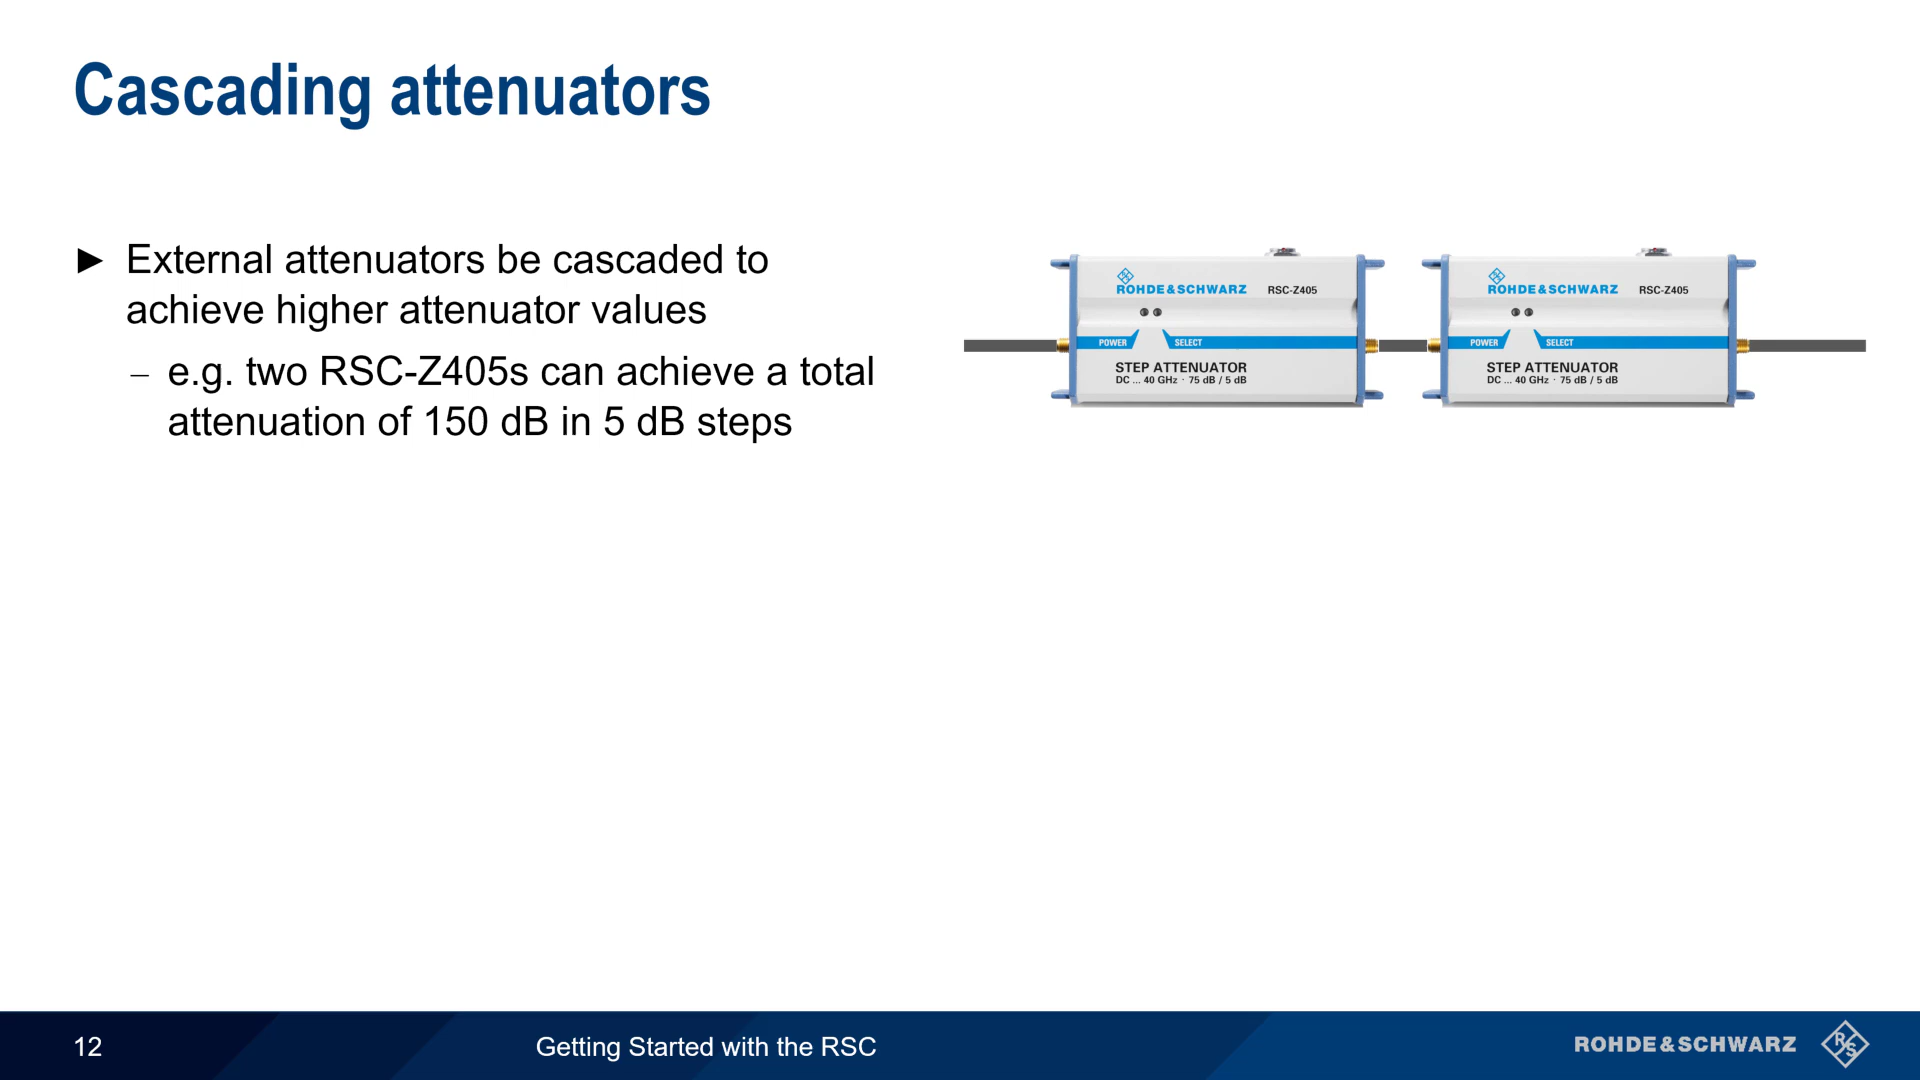 Cascading attenuators
► External attenuators be cascaded to
achieve higher attenuator values
– e.g. two RSC-Z405s can achieve a total
attenuation of 150 dB in 5 dB steps
ROHDE&SCHWARZ RSC-Z405
POWER SELECT
STEP ATTENUATOR
DC ... 40 GHz · 75 dB / 5 dB
ROHDE&SCHWARZ RSC-Z405
POWER SELECT
STEP ATTENUATOR
DC ... 40 GHz · 75 dB / 5 dB
12 Getting Started with the RSC ROHDE&SCHWARZ R&S